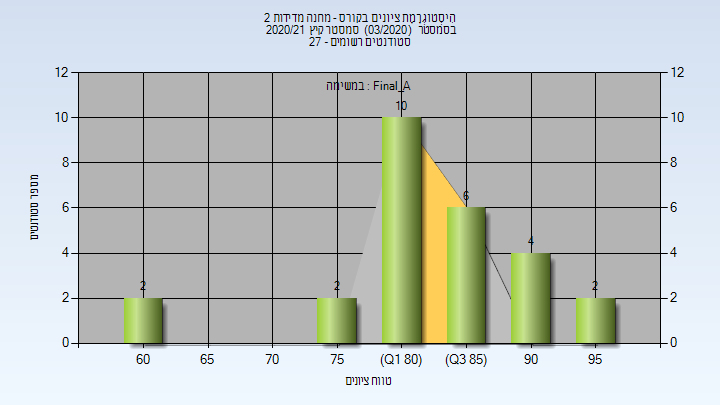 היסטוגרמת ציונים בקורס - מחנה מדידות 2
בסמסטר (03/2020) סמסטר קיץ 2020/21
סטודנטים רשומים - 27
במשימה : Final_A
12 12
10 10
8 8
6 6
4 4
2 2
0 0
2 2 10 6 4 2
מספר סטודנטים
60 65 70 75 (Q1 80) (Q3 85) 90 95
טווח ציונים